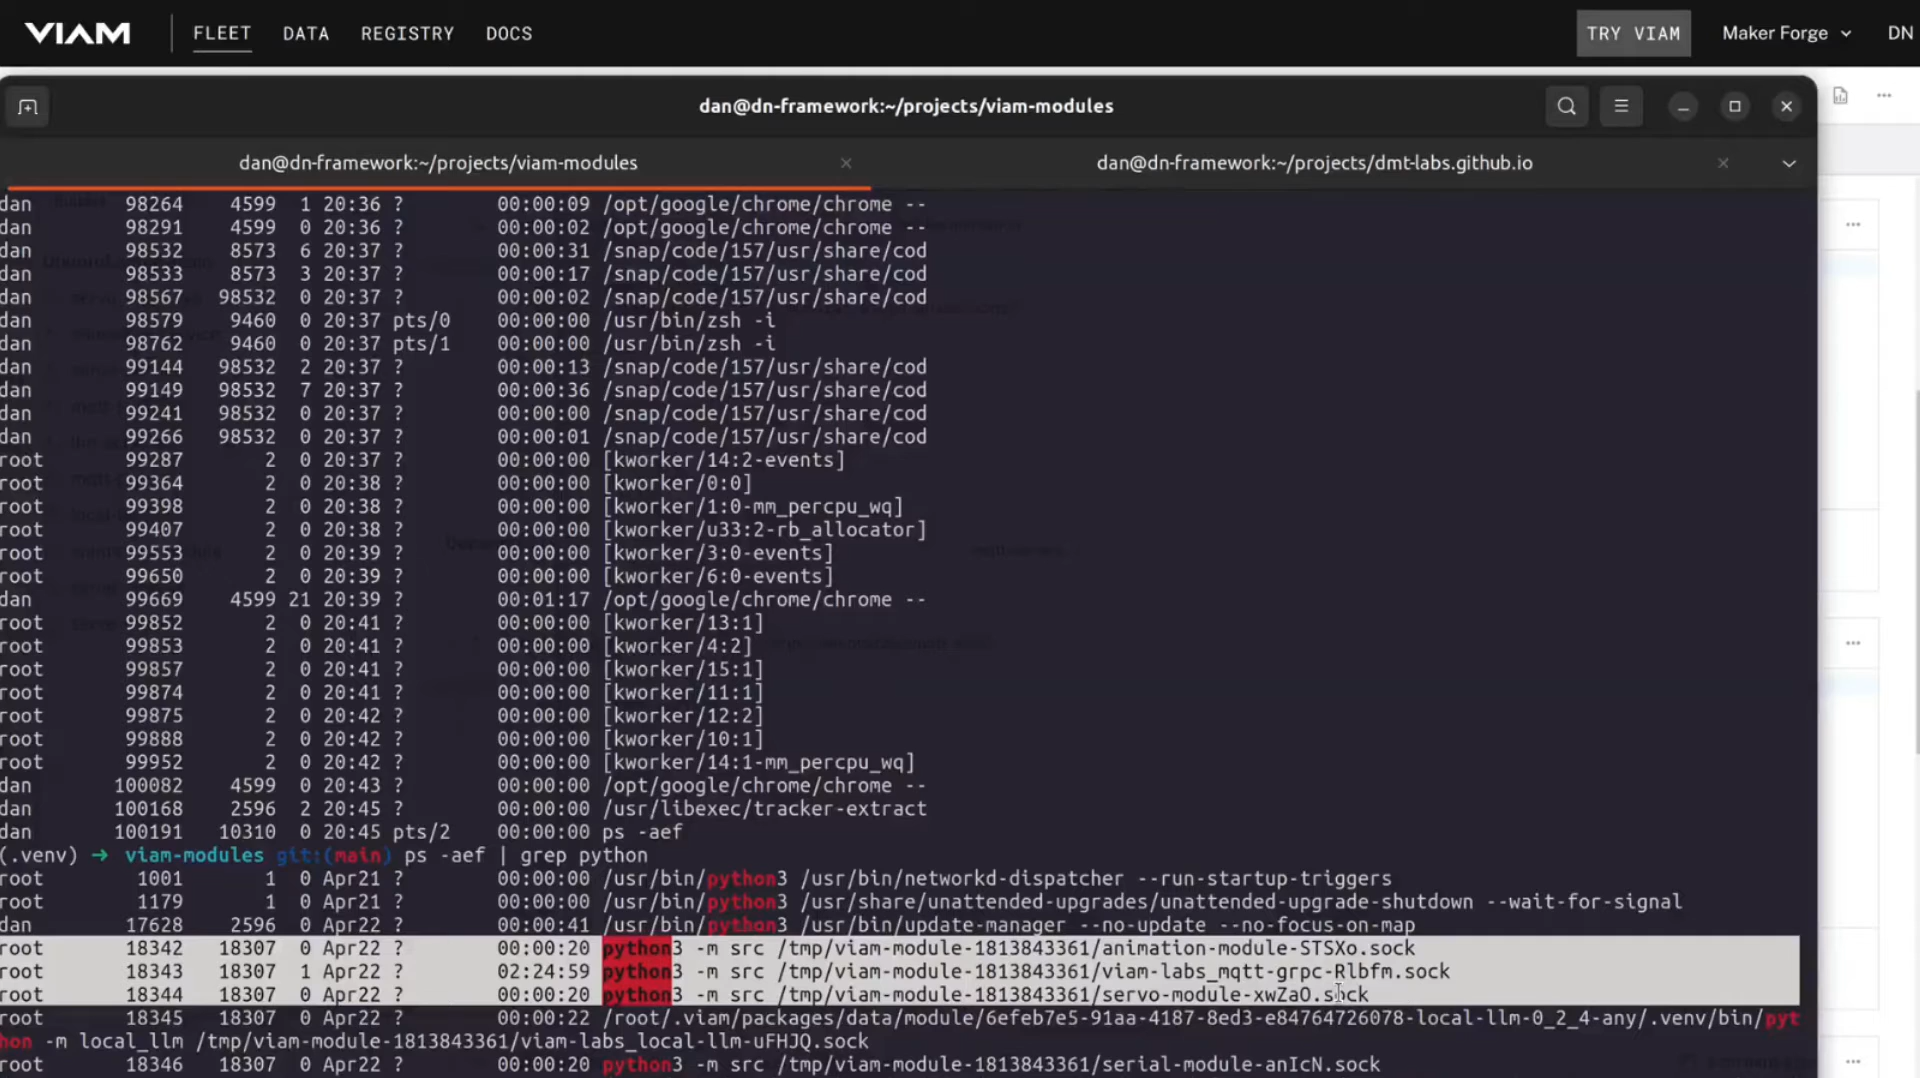 VIAM FLEET DATA REGISTRY DOCS TRY VIAM Maker Forge DN
dan@dn-framework:~/projects/viam-modules
dan@dn-framework:~/projects/viam-modules dan@dn-framework:~/projects/dmt-labs.github.io
dan 98264 4599 1 20:36 ? 00:00:09 /opt/google/chrome/chrome --
dan 98291 4599 0 20:36 ? 00:00:02 /opt/google/chrome/chrome --
dan 98532 8573 6 20:37 ? 00:00:31 /snap/code/157/usr/share/cod
dan 98533 8573 3 20:37 ? 00:00:17 /snap/code/157/usr/share/cod
dan 98567 98532 0 20:37 ? 00:00:02 /snap/code/157/usr/share/cod
dan 98579 9460 0 20:37 pts/0 00:00:00 /usr/bin/zsh -i
dan 98762 9460 0 20:37 pts/1 00:00:00 /usr/bin/zsh -i
dan 99144 98532 2 20:37 ? 00:00:13 /snap/code/157/usr/share/cod
dan 99149 98532 7 20:37 ? 00:00:36 /snap/code/157/usr/share/cod
dan 99241 98532 0 20:37 ? 00:00:00 /snap/code/157/usr/share/cod
dan 99266 98532 0 20:37 ? 00:00:01 /snap/code/157/usr/share/cod
root 99287 2 0 20:37 ? 00:00:00 [kworker/14:2-events]
root 99364 2 0 20:38 ? 00:00:00 [kworker/0:0]
root 99398 2 0 20:38 ? 00:00:00 [kworker/1:0-mm_percpu_wq]
root 99407 2 0 20:38 ? 00:00:00 [kworker/u33:2-rb_allocator]
root 99553 2 0 20:39 ? 00:00:00 [kworker/3:0-events]
root 99650 2 0 20:39 ? 00:00:00 [kworker/6:0-events]
dan 99669 4599 21 20:39 ? 00:01:17 /opt/google/chrome/chrome --
root 99852 2 0 20:41 ? 00:00:00 [kworker/13:1]
root 99853 2 0 20:41 ? 00:00:00 [kworker/4:2]
root 99857 2 0 20:41 ? 00:00:00 [kworker/15:1]
root 99874 2 0 20:41 ? 00:00:00 [kworker/11:1]
root 99875 2 0 20:42 ? 00:00:00 [kworker/12:2]
root 99888 2 0 20:42 ? 00:00:00 [kworker/10:1]
root 99952 2 0 20:42 ? 00:00:00 [kworker/14:1-mm_percpu_wq]
dan 100082 4599 0 20:43 ? 00:00:00 /opt/google/chrome/chrome --
dan 100168 2596 2 20:45 ? 00:00:00 /usr/libexec/tracker-extract
dan 100191 10310 0 20:45 pts/2 00:00:00 ps -aef
(.venv) → viam-modules git:(main) ps -aef | grep python
root 1001 1 0 Apr21 ? 00:00:00 /usr/bin/python3 /usr/bin/networkd-dispatcher --run-startup-triggers
root 1179 1 0 Apr21 ? 00:00:00 /usr/bin/python3 /usr/share/unattended-upgrades/unattended-upgrade-shutdown --wait-for-signal
dan 17628 2596 0 Apr22 ? 00:00:41 /usr/bin/python3 /usr/bin/update-manager --no-update --no-focus-on-map
root 18342 18307 0 Apr22 ? 00:00:20 python3 -m src /tmp/viam-module-1813843361/animation-module-STSXo.sock
root 18343 18307 1 Apr22 ? 02:24:59 python3 -m src /tmp/viam-module-1813843361/viam-labs_mqtt-grpc-Rlbfm.sock
root 18344 18307 0 Apr22 ? 00:00:20 python3 -m src /tmp/viam-module-1813843361/servo-module-xwZaO.sock
root 18345 18307 0 Apr22 ? 00:00:22 /root/.viam/packages/data/module/6efeb7e5-91aa-4187-8ed3-e84764726078-local-llm-0_2_4-any/.venv/bin/pyt
hon -m local_llm /tmp/viam-module-1813843361/viam-labs_local-llm-uFHJQ.sock
root 18346 18307 0 Apr22 ? 00:00:20 python3 -m src /tmp/viam-module-1813843361/serial-module-anIcN.sock